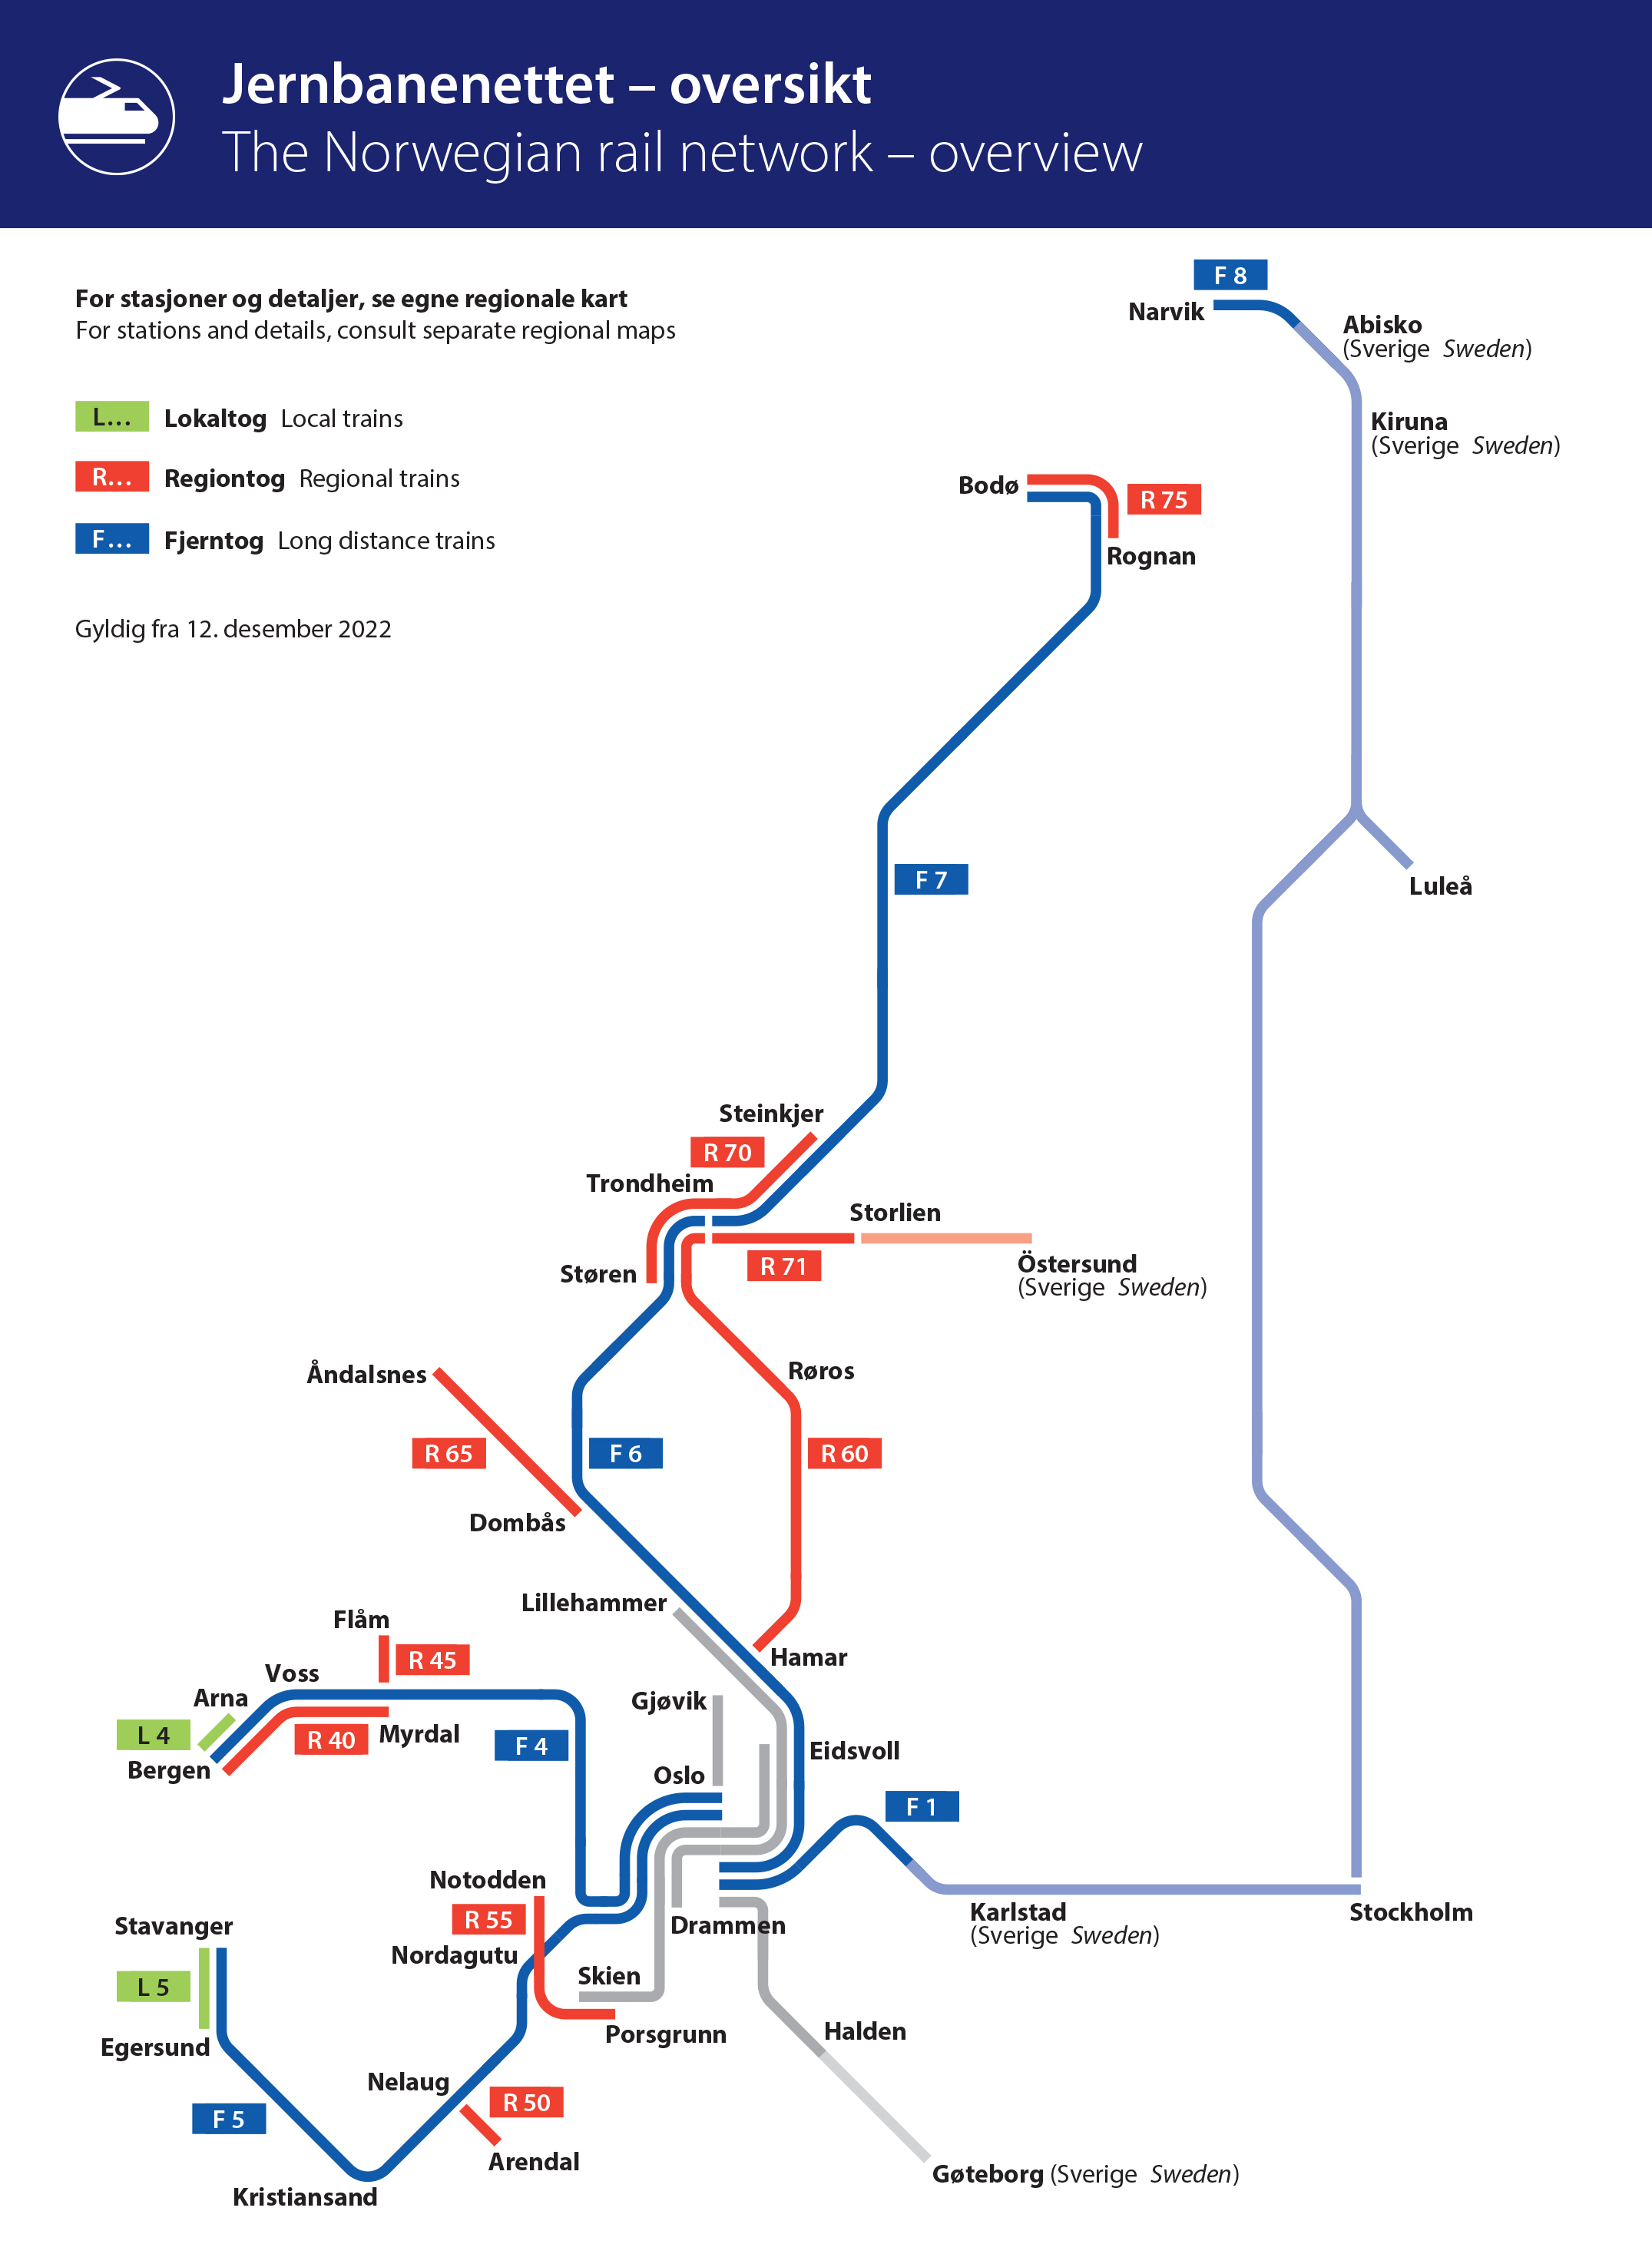 Jernbanenettet – oversikt
The Norwegian rail network – overview
For stasjoner og detaljer, se egne regionale kart
For stations and details, consult separate regional maps
L… Lokaltog Local trains
R… Regiontog Regional trains
F… Fjerntog Long distance trains
Gyldig fra 12. desember 2022
F 8
Narvik
Abisko
(Sverige Sweden)
Kiruna
(Sverige Sweden)
Bodø
R 75
Rognan
F 7
Luleå
Steinkjer
R 70
Trondheim
Storlien
R 71
Støren
Östersund
(Sverige Sweden)
Åndalsnes
Røros
R 65
F 6
R 60
Dombås
Lillehammer
Flåm
R 45
Hamar
Voss
Arna
Gjøvik
L 4
R 40
Myrdal
F 4
Eidsvoll
Bergen
Oslo
F 1
Notodden
R 55
Stavanger
Drammen
Karlstad
(Sverige Sweden)
Stockholm
Nordagutu
L 5
Skien
Egersund
Porsgrunn
Halden
Nelaug
R 50
F 5
Arendal
Gøteborg (Sverige Sweden)
Kristiansand